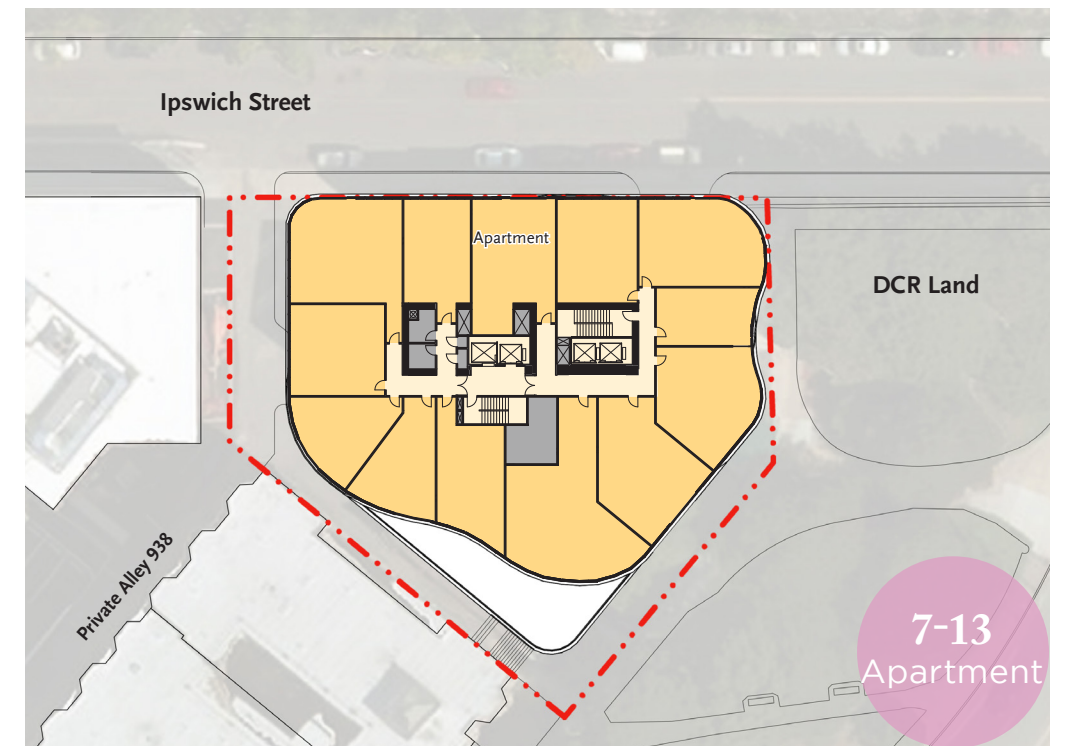 Ipswich Street
Apartment
DCR Land
Private Alley 938
7-13
Apartment